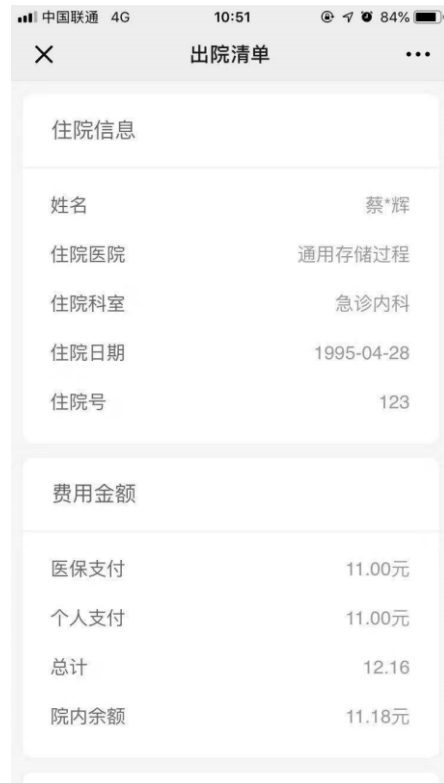 中国联通 4G 10:51 84%
出院清单
住院信息
姓名 蔡*辉
住院医院 通用存储过程
住院科室 急诊内科
住院日期 1995-04-28
住院号 123
费用金额
医保支付 11.00元
个人支付 11.00元
总计 12.16
院内余额 11.18元